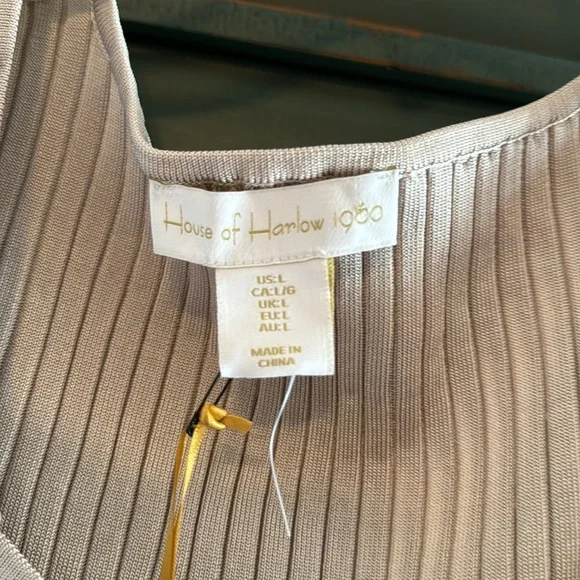 House of Harlow 1960
US:L
CA:L/G
UK:L
EU:L
AU:L
MADE IN
CHINA